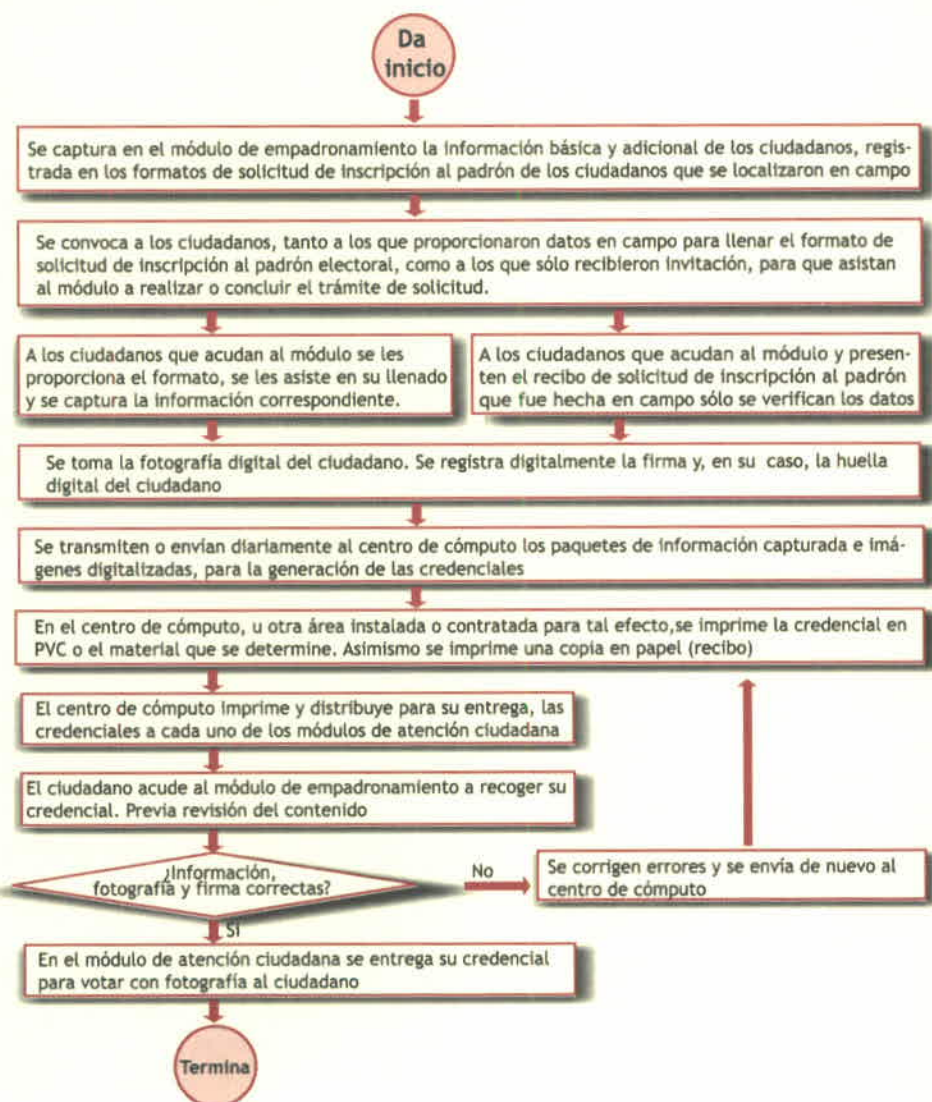 Da
inicio
Se captura en el módulo de empadronamiento la información básica y adicional de los ciudadanos, regis-
trada en los formatos de solicitud de inscripción al padrón de los ciudadanos que se localizaron en campo
Se convoca a los ciudadanos, tanto a los que proporcionaron datos en campo para llenar el formato de
solicitud de inscripción al padrón electoral, como a los que sólo recibieron invitación, para que asistan
al módulo a realizar o concluir el trámite de solicitud.
A los ciudadanos que acudan al módulo se les
proporciona el formato, se les asiste en su llenado
y se captura la información correspondiente.
A los ciudadanos que acudan al módulo y presen-
ten el recibo de solicitud de inscripción al padrón
que fue hecha en campo sólo se verifican los datos
Se toma la fotografía digital del ciudadano. Se registra digitalmente la firma y, en su caso, la huella
digital del ciudadano
Se transmiten o envían diariamente al centro de cómputo los paquetes de información capturada e imá-
genes digitalizadas, para la generación de las credenciales
En el centro de cómputo, u otra área instalada o contratada para tal efecto,se imprime la credencial en
PVC o el material que se determine. Asimismo se imprime una copia en papel (recibo)
El centro de cómputo imprime y distribuye para su entrega, las
credenciales a cada uno de los módulos de atención ciudadana
El ciudadano acude al módulo de empadronamiento a recoger su
credencial. Previa revisión del contenido
¿Información,
fotografía y firma correctas?
No
Se corrigen errores y se envía de nuevo al
centro de cómputo
Sí
En el módulo de atención ciudadana se entrega su credencial
para votar con fotografía al ciudadano
Termina